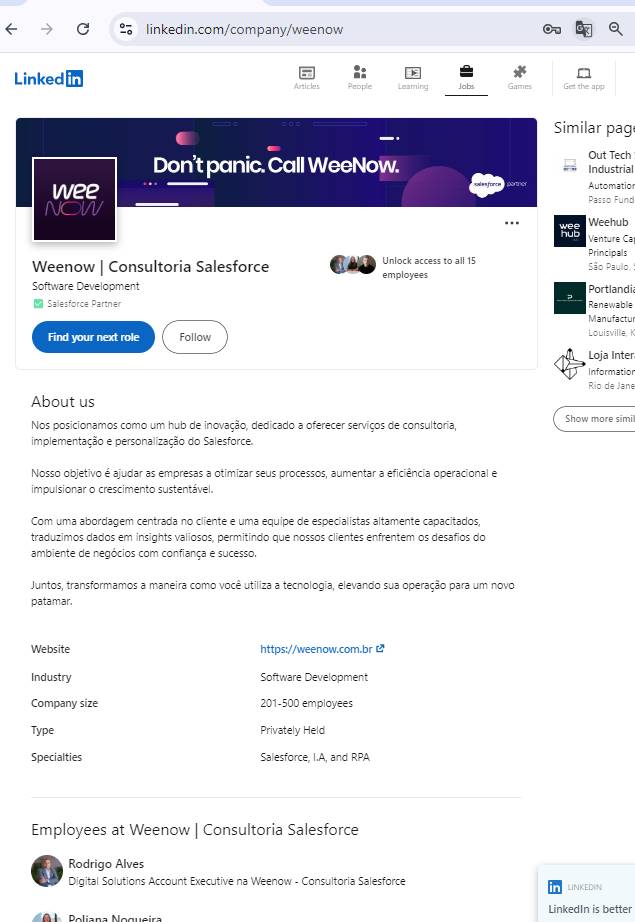 linkedin.com/company/weenow
Linked in
Articles
People
Learning
Jobs
Games
Get the app
Don't panic. Call WeeNow.
salesforce partner
wee
NOW
Weenow | Consultoria Salesforce
Software Development
Salesforce Partner
Unlock access to all 15
employees
Find your next role
Follow
About us
Nos posicionamos como um hub de inovação, dedicado a oferecer serviços de consultoria,
implementação e personalização do Salesforce.
Nosso objetivo é ajudar as empresas a otimizar seus processos, aumentar a eficiência operacional e
impulsionar o crescimento sustentável.
Com uma abordagem centrada no cliente e uma equipe de especialistas altamente capacitados,
traduzimos dados em insights valiosos, permitindo que nossos clientes enfrentem os desafios do
ambiente de negócios com confiança e sucesso.
Juntos, transformamos a maneira como você utiliza a tecnologia, elevando sua operação para um novo
patamar.
Website https://weenow.com.br
Industry Software Development
Company size 201-500 employees
Type Privately Held
Specialties Salesforce, I.A, and RPA
Employees at Weenow | Consultoria Salesforce
Rodrigo Alves
Digital Solutions Account Executive na Weenow - Consultoria Salesforce
Poliana Nogueira
Similar page
Out Tech
Industrial
Automation
Passo Fund
wee
hub
Weehub
Venture Cap
Principals
São Paulo,
Portlandia
Renewable
Manufactur
Louisville, K
Loja Inter
Information
Rio de Jane
Show more simil
in LINKEDIN
LinkedIn is better